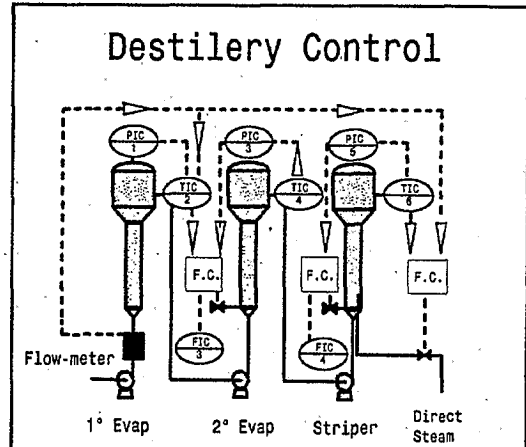 Destilery Control
PIC 1
PIC 3
PIC 5
TIC 2
TIC 4
TIC 6
F.C.
F.C.
F.C.
FIC 3
FIC 4
Flow-meter
1° Evap
2° Evap
Striper
Direct
Steam